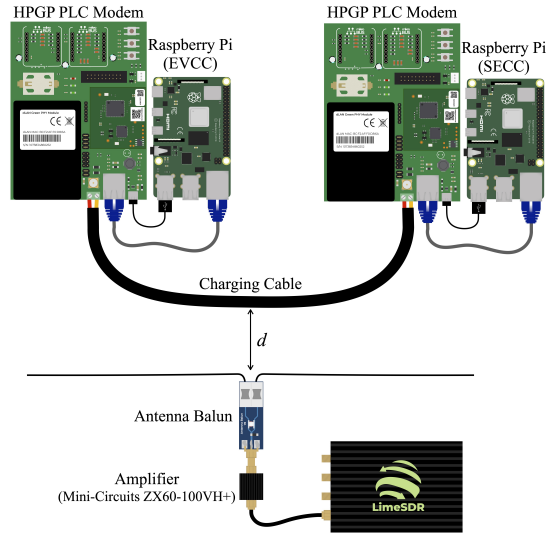 HPGP PLC Modem
HPGP PLC Modem
Raspberry Pi
(EVCC)
Raspberry Pi
(SECC)
Charging Cable
d
Antenna Balun
Amplifier
(Mini-Circuits ZX60-100VH+)
LimeSDR